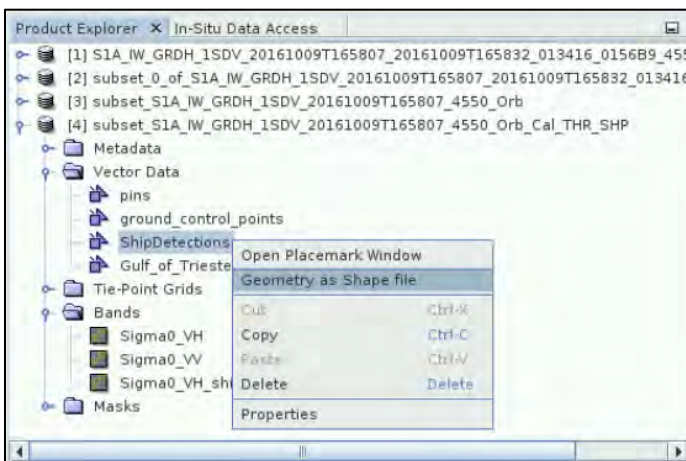 Product Explorer × In-Situ Data Access
[1] S1A_IW_GRDH_1SDV_20161009T165807_20161009T165832_013416_0156B9_455
[2] subset_0_of_S1A_IW_GRDH_1SDV_20161009T165807_20161009T165832_013416
[3] subset_S1A_IW_GRDH_1SDV_20161009T165807_4550_Orb
[4] subset_S1A_IW_GRDH_1SDV_20161009T165807_4550_Orb_Cal_THR_SHP
Metadata
Vector Data
pins
ground_control_points
ShipDetections
Open Placemark Window
Gulf_of_Trieste
Geometry as Shape file
Tie-Point Grids
Cut Ctrl-X
Bands
Sigma0_VH
Copy Ctrl-C
Sigma0_VV
Paste Ctrl-V
Sigma0_VH_shi
Delete Delete
Masks
Properties